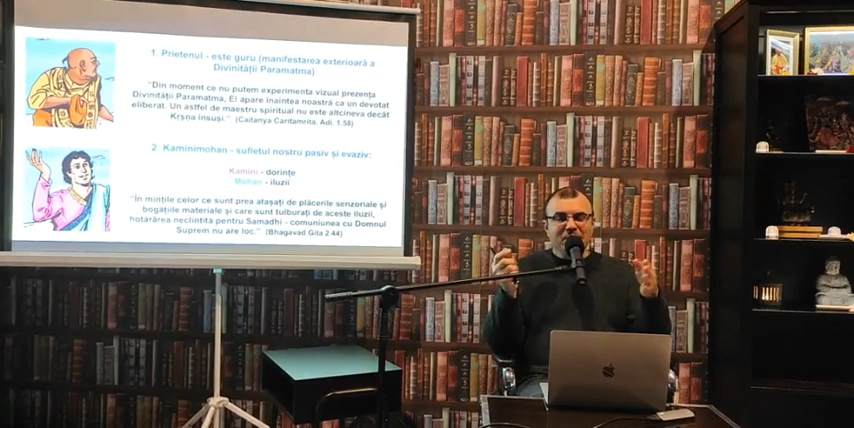 1. Prietenul - este guru (manifestarea exterioară a
Divinității Paramatma)
"Din moment ce nu putem experimenta vizual prezența
Divinității Paramatma, El apare înaintea noastră ca un devotat
eliberat. Un astfel de maestru spiritual nu este altcineva decât
Kṛṣṇa însuși." (Caitanya Caritamrita. Adi. 1.58)
2. Kaminimohan - sufletul nostru pasiv și evaziv:
Kamini - dorințe
Mohan - iluzii
"În mințile celor ce sunt prea atașați de plăcerile senzoriale și
bogățiile materiale și care sunt tulburați de aceste iluzii,
hotărârea neclintită pentru Samadhi - comuniunea cu Domnul
Suprem nu are loc." (Bhagavad Gita 2.44)